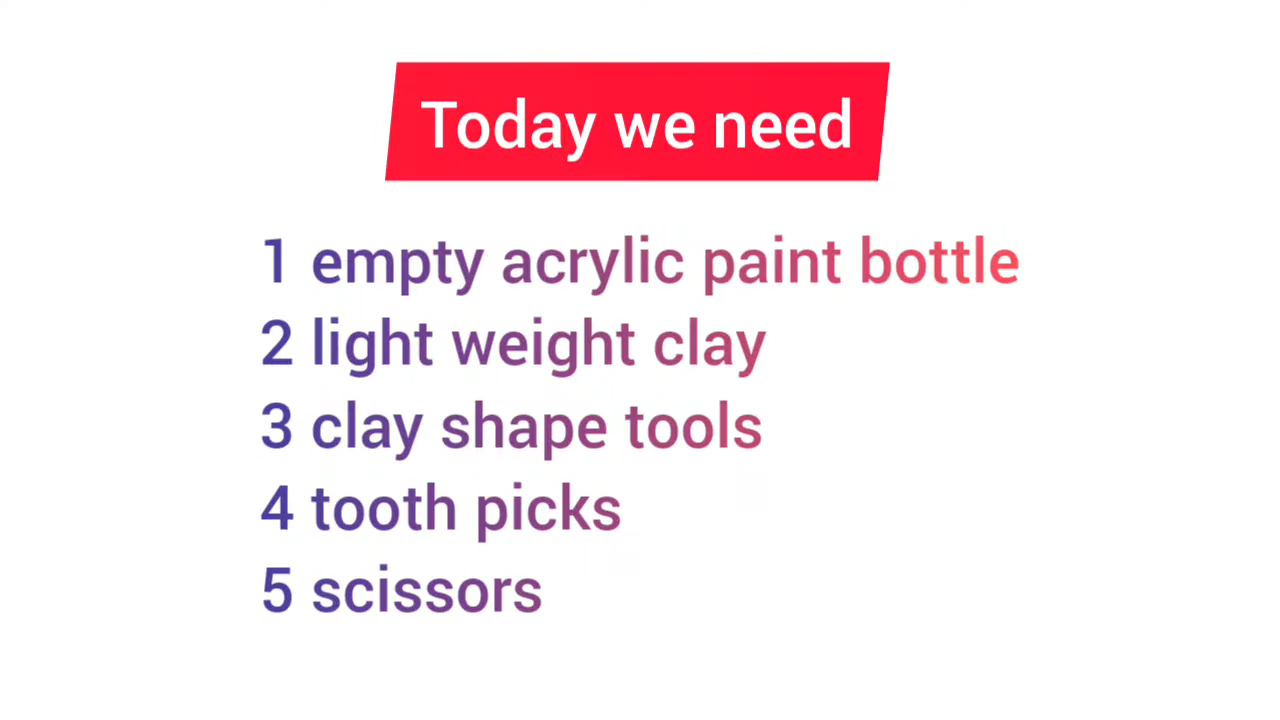 Today we need
1 empty acrylic paint bottle
2 light weight clay
3 clay shape tools
4 tooth picks
5 scissors